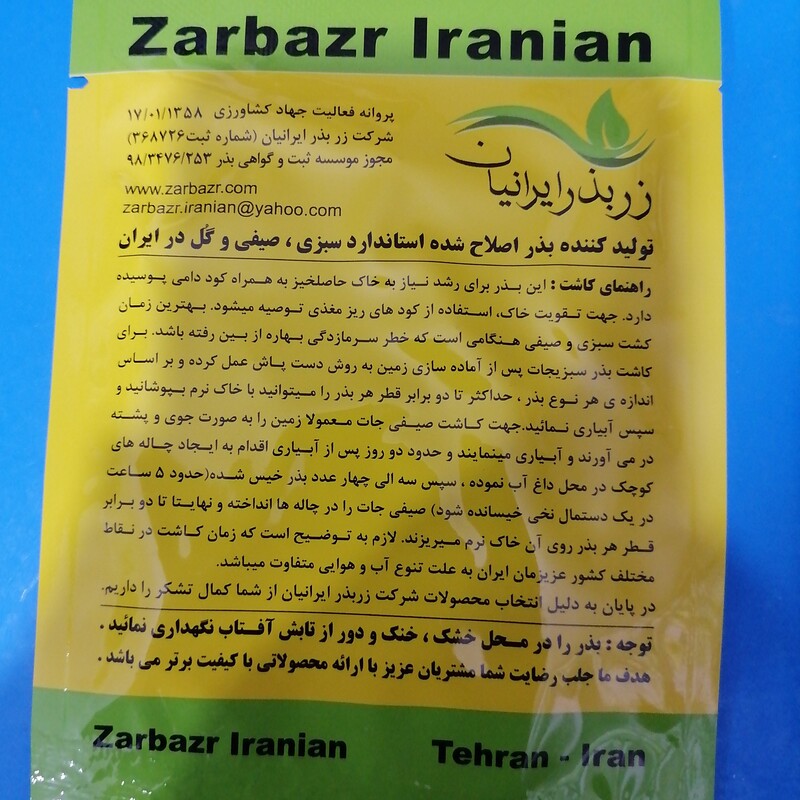 Zarbazr Iranian
پروانه فعالیت جهاد کشاورزی ۱۷/۰۱/۱۳۵۸
شرکت زر بذر ایرانیان (شماره ثبت۳۶۸۷۲۶)
مجوز موسسه ثبت و گواهی بذر ۹۸/۳۴۷۶/۲۵۳
www.zarbazr.com
zarbazr.iranian@yahoo.com
زر بذر ایرانیان
تولید کننده بذر اصلاح شده استاندارد سبزی ، صیفی و گُل در ایران
راهنمای کاشت : این بذر برای رشد نیاز به خاک حاصلخیز به همراه کود دامی پوسیده
دارد. جهت تقویت خاک، استفاده از کود های ریز مغذی توصیه میشود. بهترین زمان
کشت سبزی و صیفی هنگامی است که خطر سرمازدگی بهاره از بین رفته باشد. برای
کاشت بذر سبزیجات پس از آماده سازی زمین به روش دست پاش عمل کرده و بر اساس
اندازه ی هر نوع بذر ، حداکثر تا دو برابر قطر هر بذر را میتوانید با خاک نرم بپوشانید و
سپس آبیاری نمائید.جهت کاشت صیفی جات معمولا زمین را به صورت جوی و پشته
در می آورند و آبیاری مینمایند و حدود دو روز پس از آبیاری اقدام به ایجاد چاله های
کوچک در محل داغ آب نموده ، سپس سه الی چهار عدد بذر خیس شده(حدود ۵ ساعت
در یک دستمال نخی خیسانده شود) صیفی جات را در چاله ها انداخته و نهایتا تا دو برابر
قطر هر بذر روی آن خاک نرم میریزند. لازم به توضیح است که زمان کاشت در نقاط
مختلف کشور عزیزمان ایران به علت تنوع آب و هوایی متفاوت میباشد.
در پایان به دلیل انتخاب محصولات شرکت زربذر ایرانیان از شما کمال تشکر را داریم.
توجه : بذر را در محل خشک ، خنک و دور از تابش آفتاب نگهداری نمائید .
هدف ما جلب رضایت شما مشتریان عزیز با ارائه محصولاتی با کیفیت برتر می باشد .
Zarbazr Iranian
Tehran - Iran